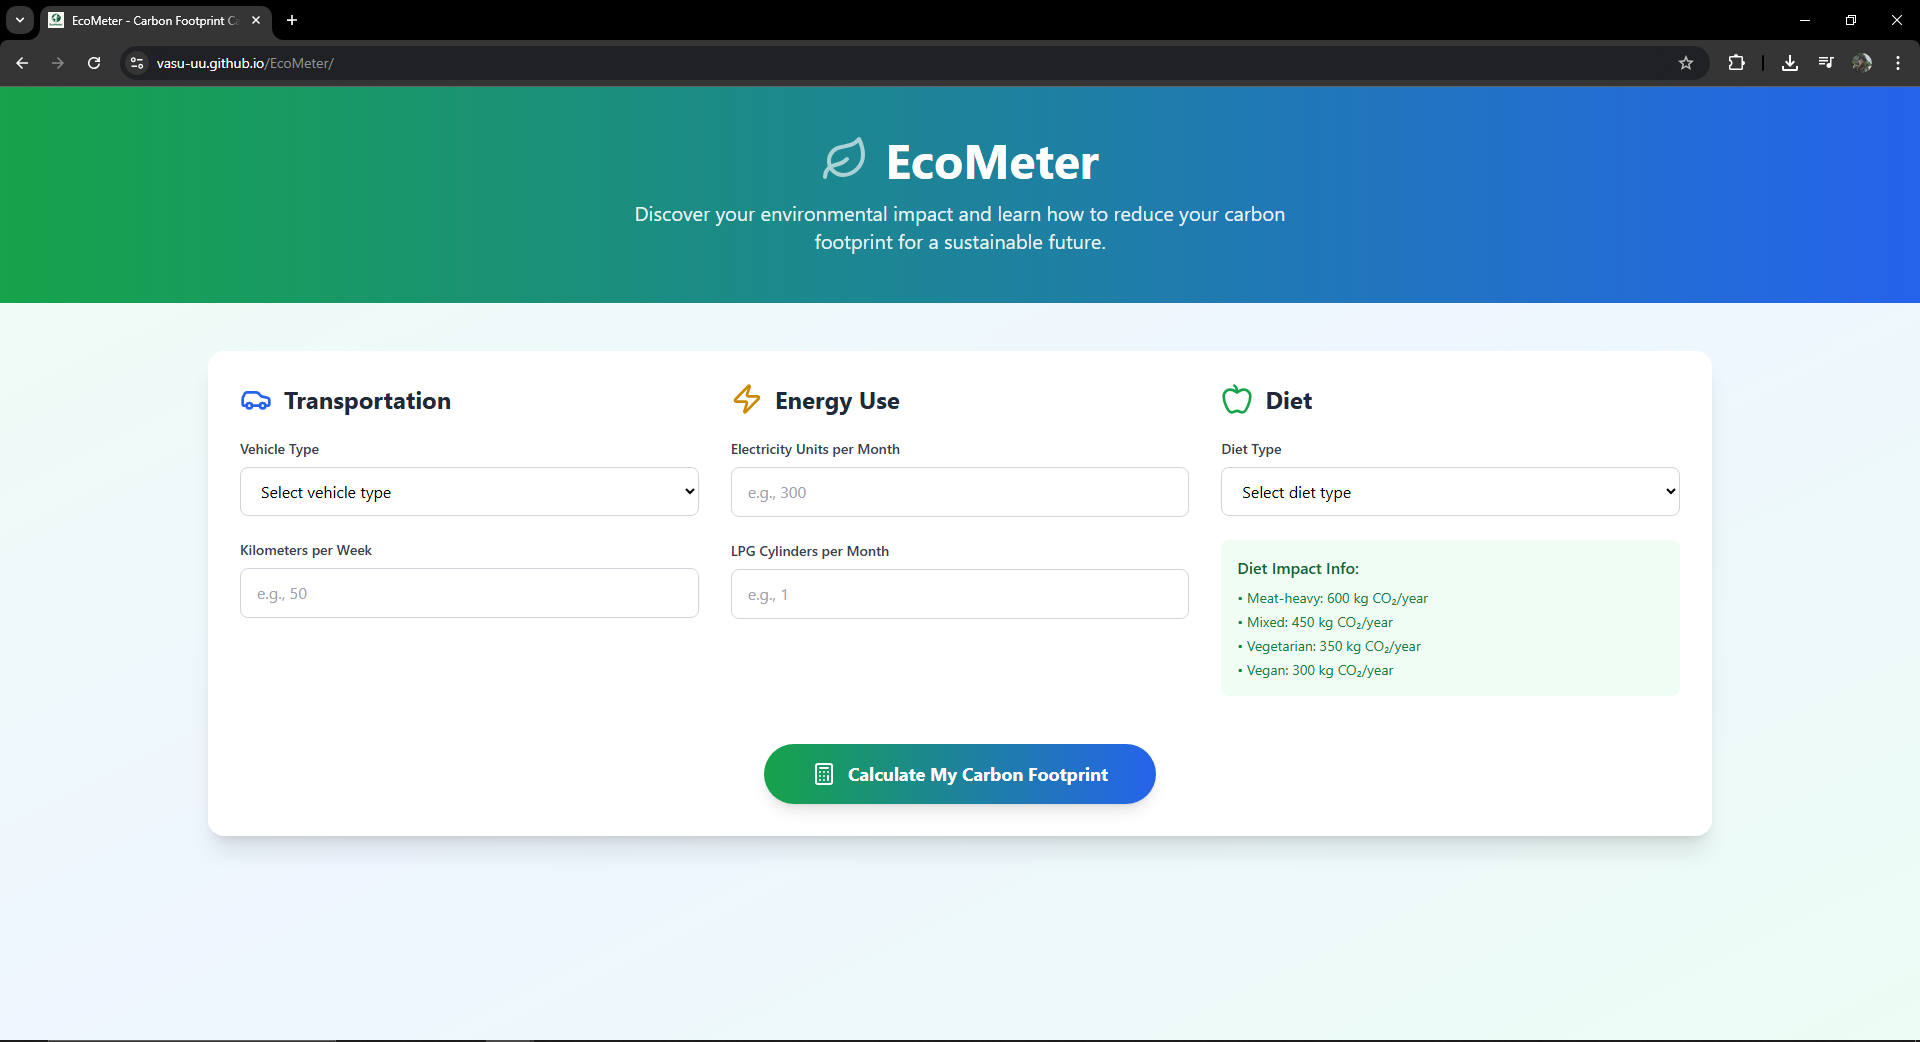 EcoMeter - Carbon Footprint C
vasu-uu.github.io/EcoMeter/
EcoMeter
Discover your environmental impact and learn how to reduce your carbon
footprint for a sustainable future.
Transportation
Vehicle Type
Select vehicle type
Kilometers per Week
e.g., 50
Energy Use
Electricity Units per Month
e.g., 300
LPG Cylinders per Month
e.g., 1
Diet
Diet Type
Select diet type
Diet Impact Info:
• Meat-heavy: 600 kg CO₂/year
• Mixed: 450 kg CO₂/year
• Vegetarian: 350 kg CO₂/year
• Vegan: 300 kg CO₂/year
Calculate My Carbon Footprint